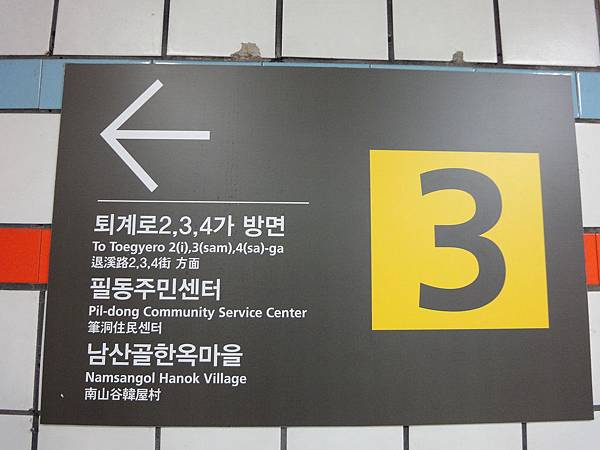 퇴계로2,3,4가 방면
To Toegyero 2(i),3(sam),4(sa)-ga
退溪路2,3,4街 方面
필동주민센터
Pil-dong Community Service Center
筆洞住民센터
남산골한옥마을
Namsangol Hanok Village
南山谷韓屋村
3